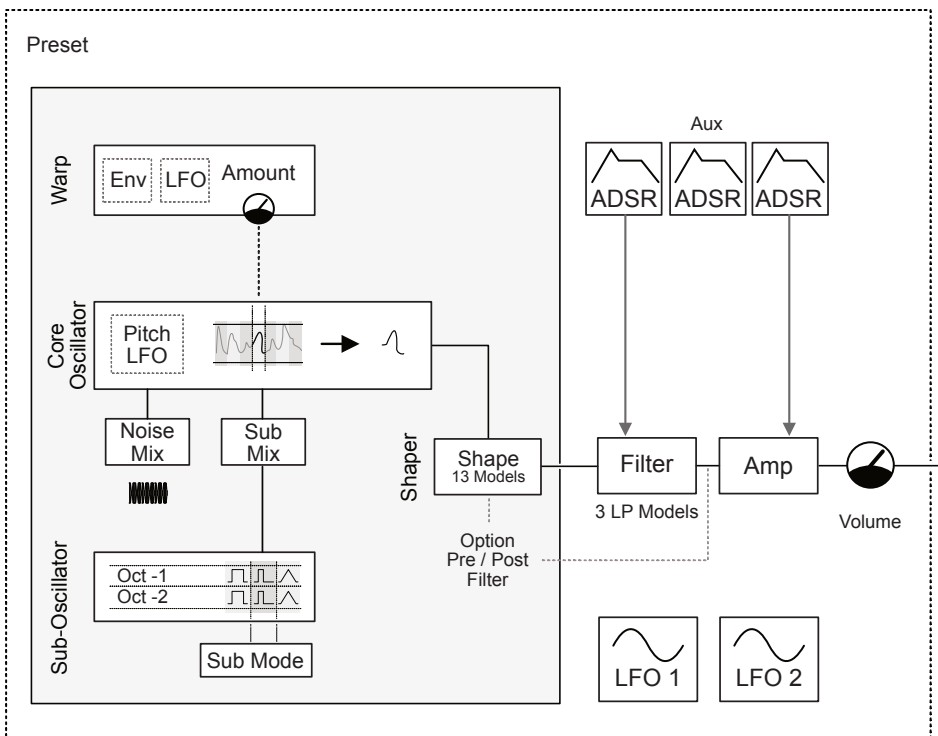 Preset
Warp
Env
LFO
Amount
Aux
ADSR
ADSR
ADSR
Core
Oscillator
Pitch
LFO
Noise
Mix
Sub
Mix
Shaper
Shape
13 Models
Filter
3 LP Models
Amp
Volume
Option
Pre / Post
Filter
Sub-Oscillator
Oct -1
Oct -2
Sub Mode
LFO 1
LFO 2